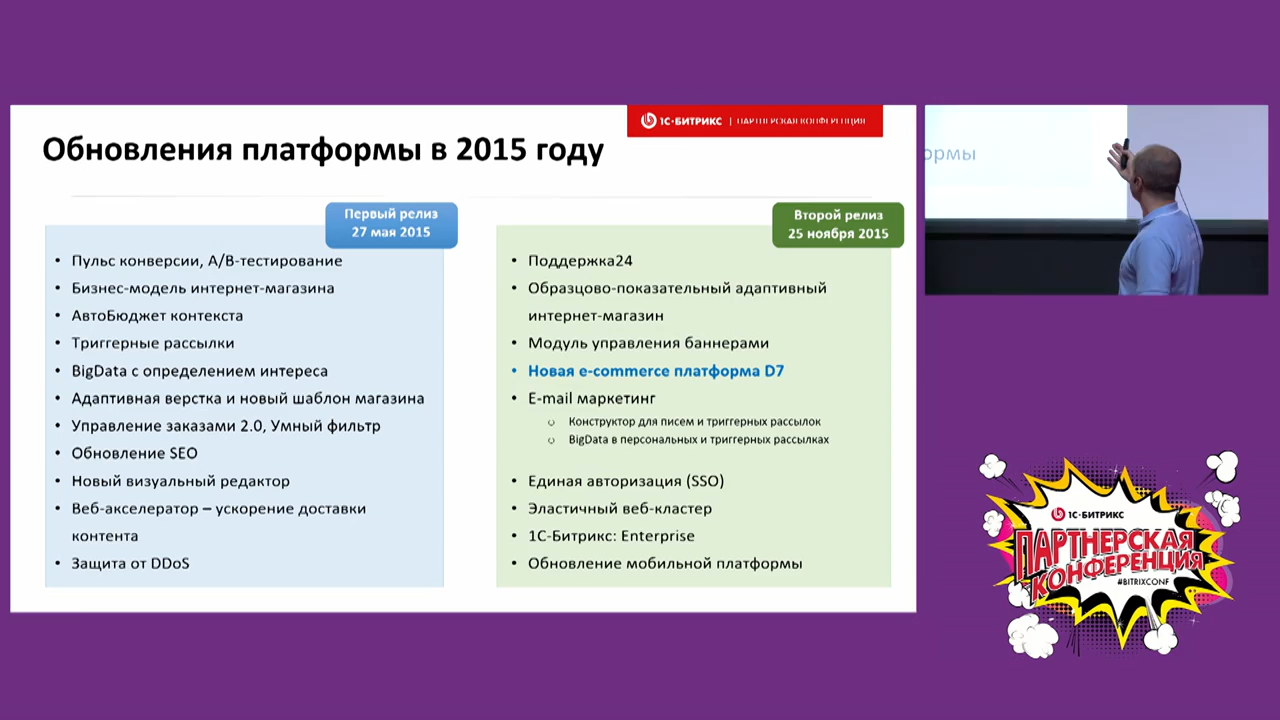 1С-БИТРИКС | ПАРТНЕРСКАЯ КОНФЕРЕНЦИЯ
Обновления платформы в 2015 году
Первый релиз
27 мая 2015
• Пульс конверсии, А/В-тестирование
• Бизнес-модель интернет-магазина
• АвтоБюджет контекста
• Триггерные рассылки
• BigData с определением интереса
• Адаптивная верстка и новый шаблон магазина
• Управление заказами 2.0, Умный фильтр
• Обновление SEO
• Новый визуальный редактор
• Веб-акселератор – ускорение доставки
контента
• Защита от DDoS
Второй релиз
25 ноября 2015
• Поддержка24
• Образцово-показательный адаптивный
интернет-магазин
• Модуль управления баннерами
• Новая e-commerce платформа D7
• E-mail маркетинг
o Конструктор для писем и триггерных рассылок
o BigData в персональных и триггерных рассылках
• Единая авторизация (SSO)
• Эластичный веб-кластер
• 1С-Битрикс: Enterprise
• Обновление мобильной платформы
ормы
1С-БИТРИКС
ПАРТНЕРСКАЯ
КОНФЕРЕНЦИЯ
#BITRIXCONF